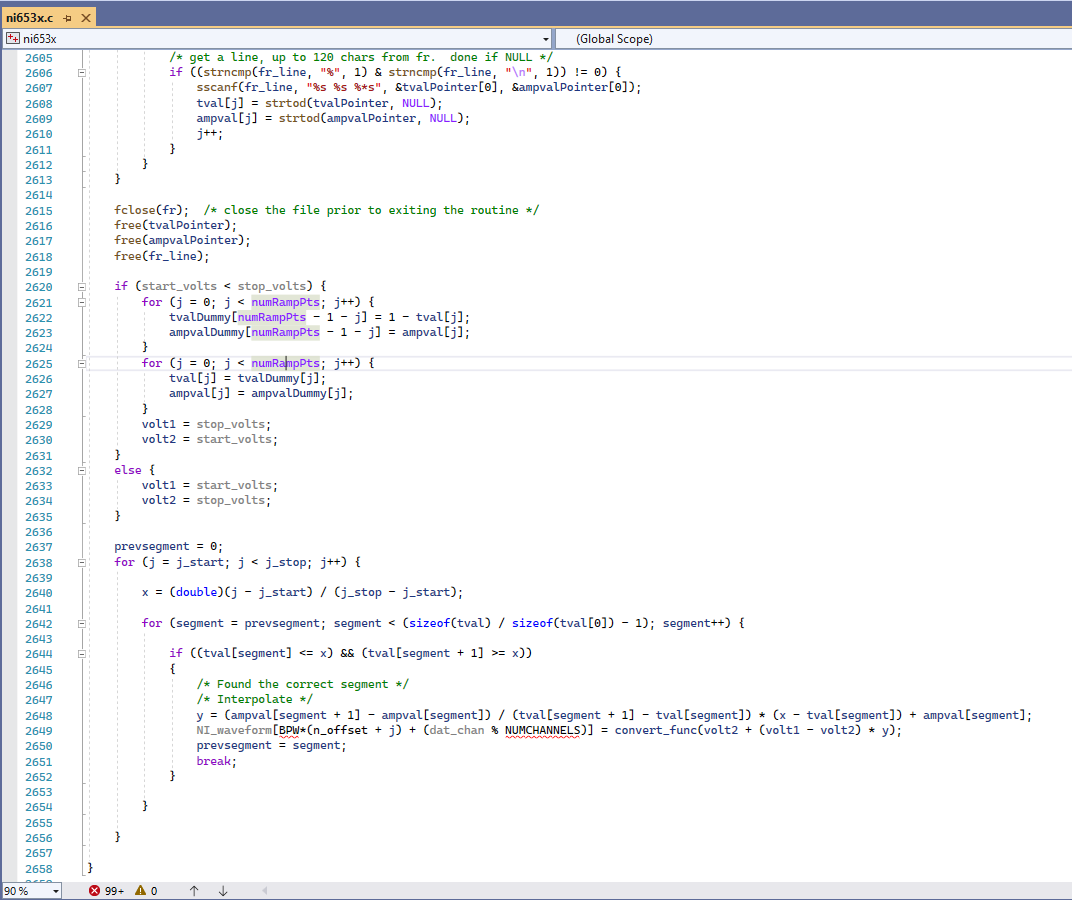 ni653x.c
ni653x
(Global Scope)
2605 /* get a line, up to 120 chars from fr.  done if NULL */
2606 if ((strncmp(fr_line, "%", 1) & strncmp(fr_line, "\n", 1)) != 0) {
2607 sscanf(fr_line, "%s %s %*s", &tvalPointer[0], &ampvalPointer[0]);
2608 tval[j] = strtod(tvalPointer, NULL);
2609 ampval[j] = strtod(ampvalPointer, NULL);
2610 j++;
2611 }
2612 }
2613 }
2614
2615 fclose(fr);  /* close the file prior to exiting the routine */
2616 free(tvalPointer);
2617 free(ampvalPointer);
2618 free(fr_line);
2619
2620 if (start_volts < stop_volts) {
2621 for (j = 0; j < numRampPts; j++) {
2622 tvalDummy[numRampPts - 1 - j] = 1 - tval[j];
2623 ampvalDummy[numRampPts - 1 - j] = ampval[j];
2624 }
2625 for (j = 0; j < numRampPts; j++) {
2626 tval[j] = tvalDummy[j];
2627 ampval[j] = ampvalDummy[j];
2628 }
2629 volt1 = stop_volts;
2630 volt2 = start_volts;
2631 }
2632 else {
2633 volt1 = start_volts;
2634 volt2 = stop_volts;
2635 }
2636
2637 prevsegment = 0;
2638 for (j = j_start; j < j_stop; j++) {
2639
2640 x = (double)(j - j_start) / (j_stop - j_start);
2641
2642 for (segment = prevsegment; segment < (sizeof(tval) / sizeof(tval[0]) - 1); segment++) {
2643
2644 if ((tval[segment] <= x) && (tval[segment + 1] >= x))
2645 {
2646 /* Found the correct segment */
2647 /* Interpolate */
2648 y = (ampval[segment + 1] - ampval[segment]) / (tval[segment + 1] - tval[segment]) * (x - tval[segment]) + ampval[segment];
2649 NI_waveform[BPW*(n_offset + j) + (dat_chan % NUMCHANNELS)] = convert_func(volt2 + (volt1 - volt2) * y);
2650 prevsegment = segment;
2651 break;
2652 }
2653
2654 }
2655
2656 }
2657
2658 }
90 % 99+ 0